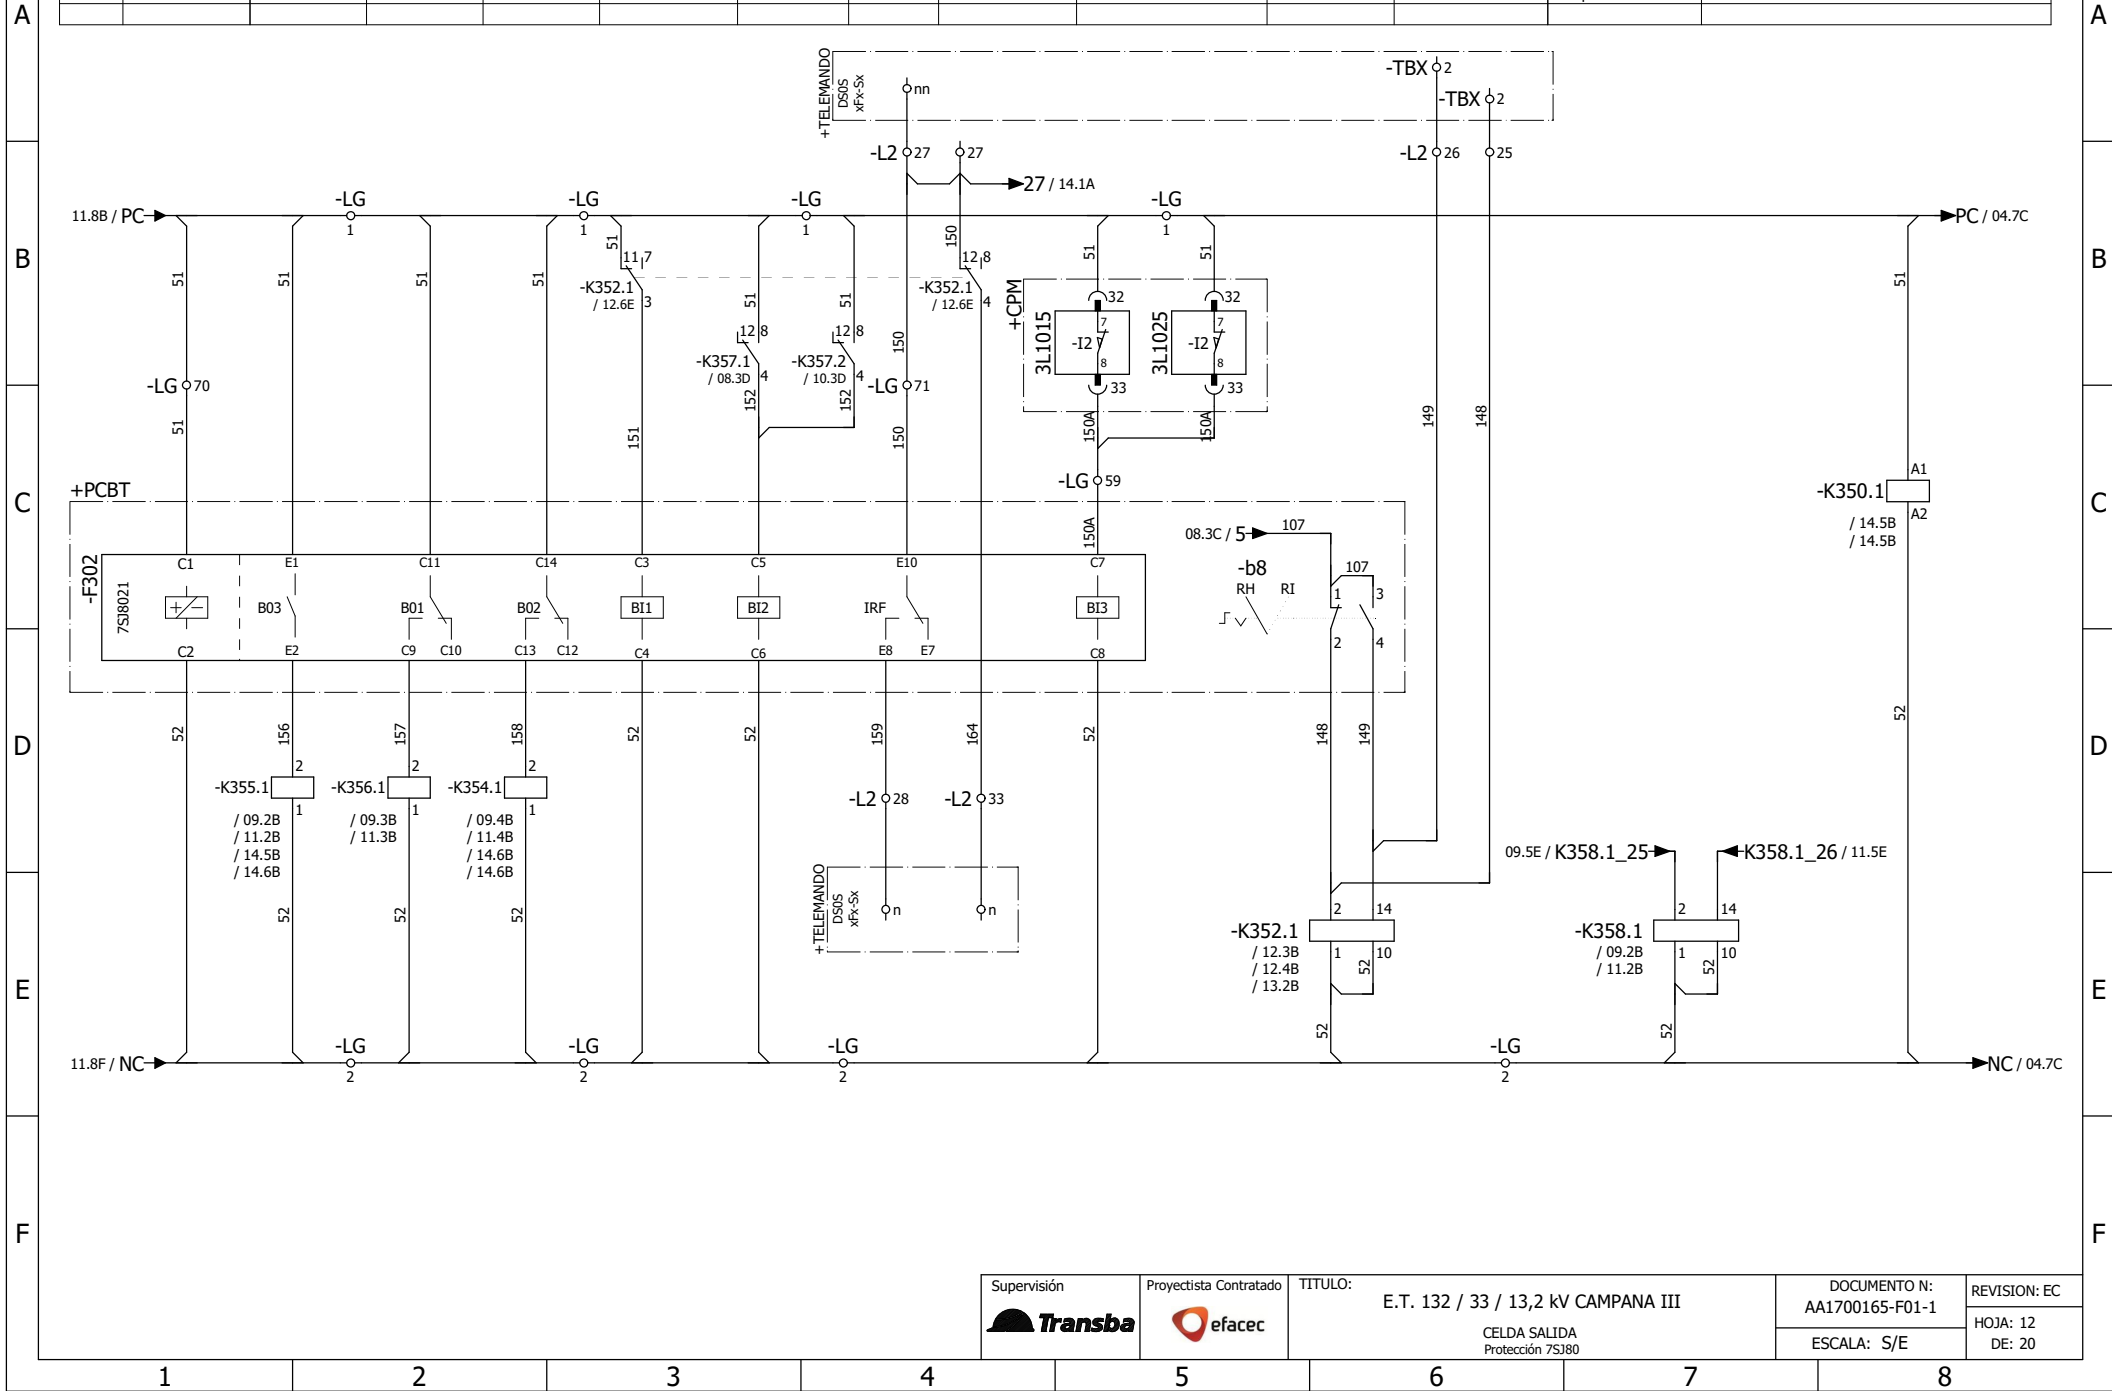 A
A
+TELEMANDO
DS0S
xFx-Sx
nn
-TBX 2
-TBX 2
-L2 27
27
-L2 26
25
27 / 14.1A
11.8B / PC
-LG
1
-LG
1
-LG
1
-LG
1
PC / 04.7C
B
B
51
51
51
51
51
11 7
-K352.1
/ 12.6E
3
51
12 8
-K357.1
/ 08.3D
4
152
51
12 8
-K357.2
/ 10.3D
4
152
150
150
12 8
-K352.1
/ 12.6E
4
+CPM
51
51
32
32
3L1015
7
-I2
8
3L1025
7
-I2
8
33
33
150A
150A
51
-LG 70
51
151
-LG 71
150
-LG 59
150A
149
148
C
C
+PCBT
-F302
7SJ8021
C1
E1
C11
C14
C3
C5
E10
C7
+/-
B03
B01
B02
BI1
BI2
IRF
BI3
C2
E2
C9
C10
C13
C12
C4
C6
E8
E7
C8
08.3C / 5
107
-b8
RH
RI
107
1
3
2
4
-K350.1
A1
A2
/ 14.5B
/ 14.5B
D
D
52
156
157
158
52
52
159
164
52
148
149
52
-K355.1
2
1
/ 09.2B
/ 11.2B
/ 14.5B
/ 14.6B
-K356.1
2
1
/ 09.3B
/ 11.3B
-K354.1
2
1
/ 09.4B
/ 11.4B
/ 14.6B
/ 14.6B
-L2 28
-L2 33
+TELEMANDO
DS0S
xFx-Sx
n
n
09.5E / K358.1_25
K358.1_26 / 11.5E
52
52
52
-K352.1
2
14
1
10
/ 12.3B
/ 12.4B
/ 13.2B
52
52
-K358.1
2
14
1
10
/ 09.2B
/ 11.2B
52
52
E
E
11.8F / NC
-LG
2
-LG
2
-LG
2
-LG
2
NC / 04.7C
F
F
Supervisión
Transba
Proyectista Contratado
efacec
TITULO:
E.T. 132 / 33 / 13,2 kV CAMPANA III
CELDA SALIDA
Protección 7SJ80
DOCUMENTO N:
AA1700165-F01-1
ESCALA: S/E
REVISION: EC
HOJA: 12
DE: 20
1
2
3
4
5
6
7
8